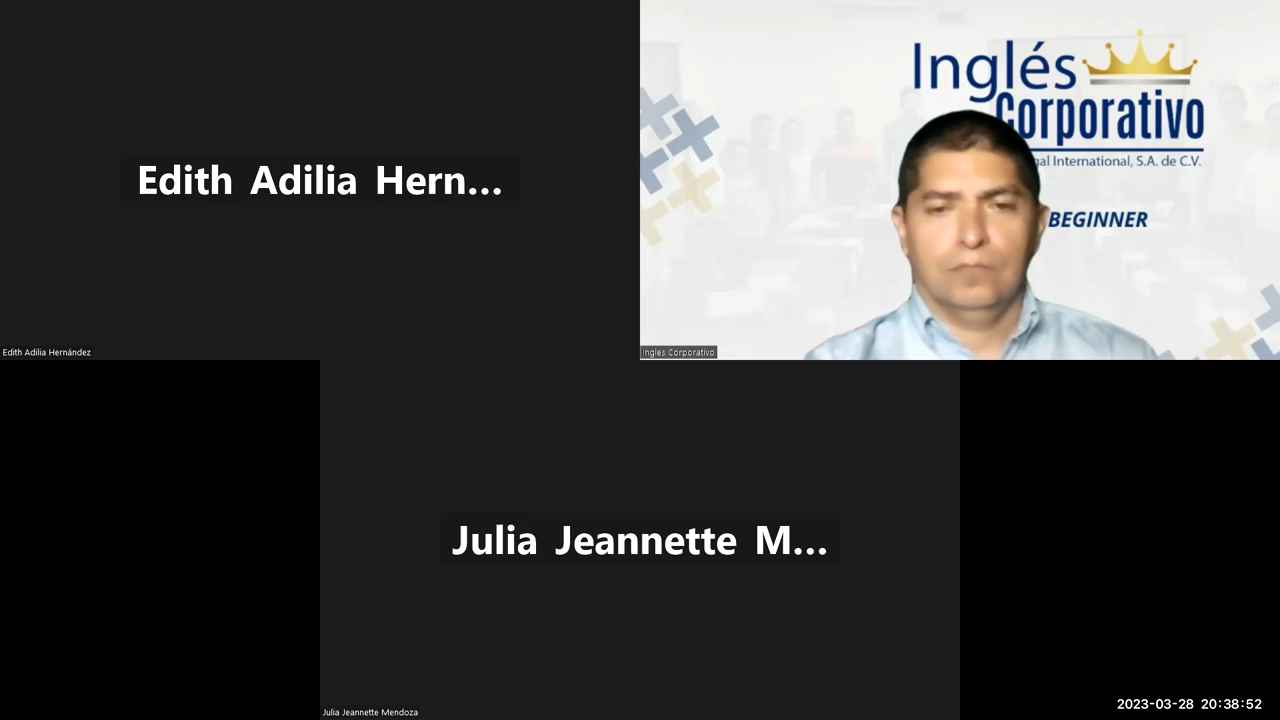 Edith Adilia Hern...
Edith Adilia Hernández
Inglés
Corporativo
al International, S.A. de C.V.
BEGINNER
Ingles Corporativo
Julia Jeannette M...
Julia Jeannette Mendoza
2023-03-28 20:38:52